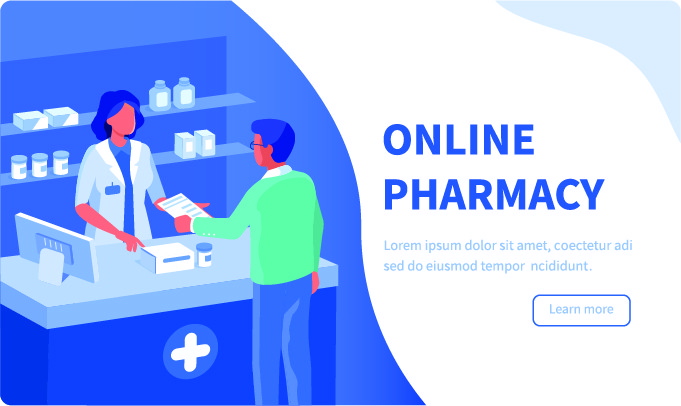 ONLINE
PHARMACY
Lorem ipsum dolor sit amet, coectetur adi
sed do eiusmod tempor ncididunt.
Learn more